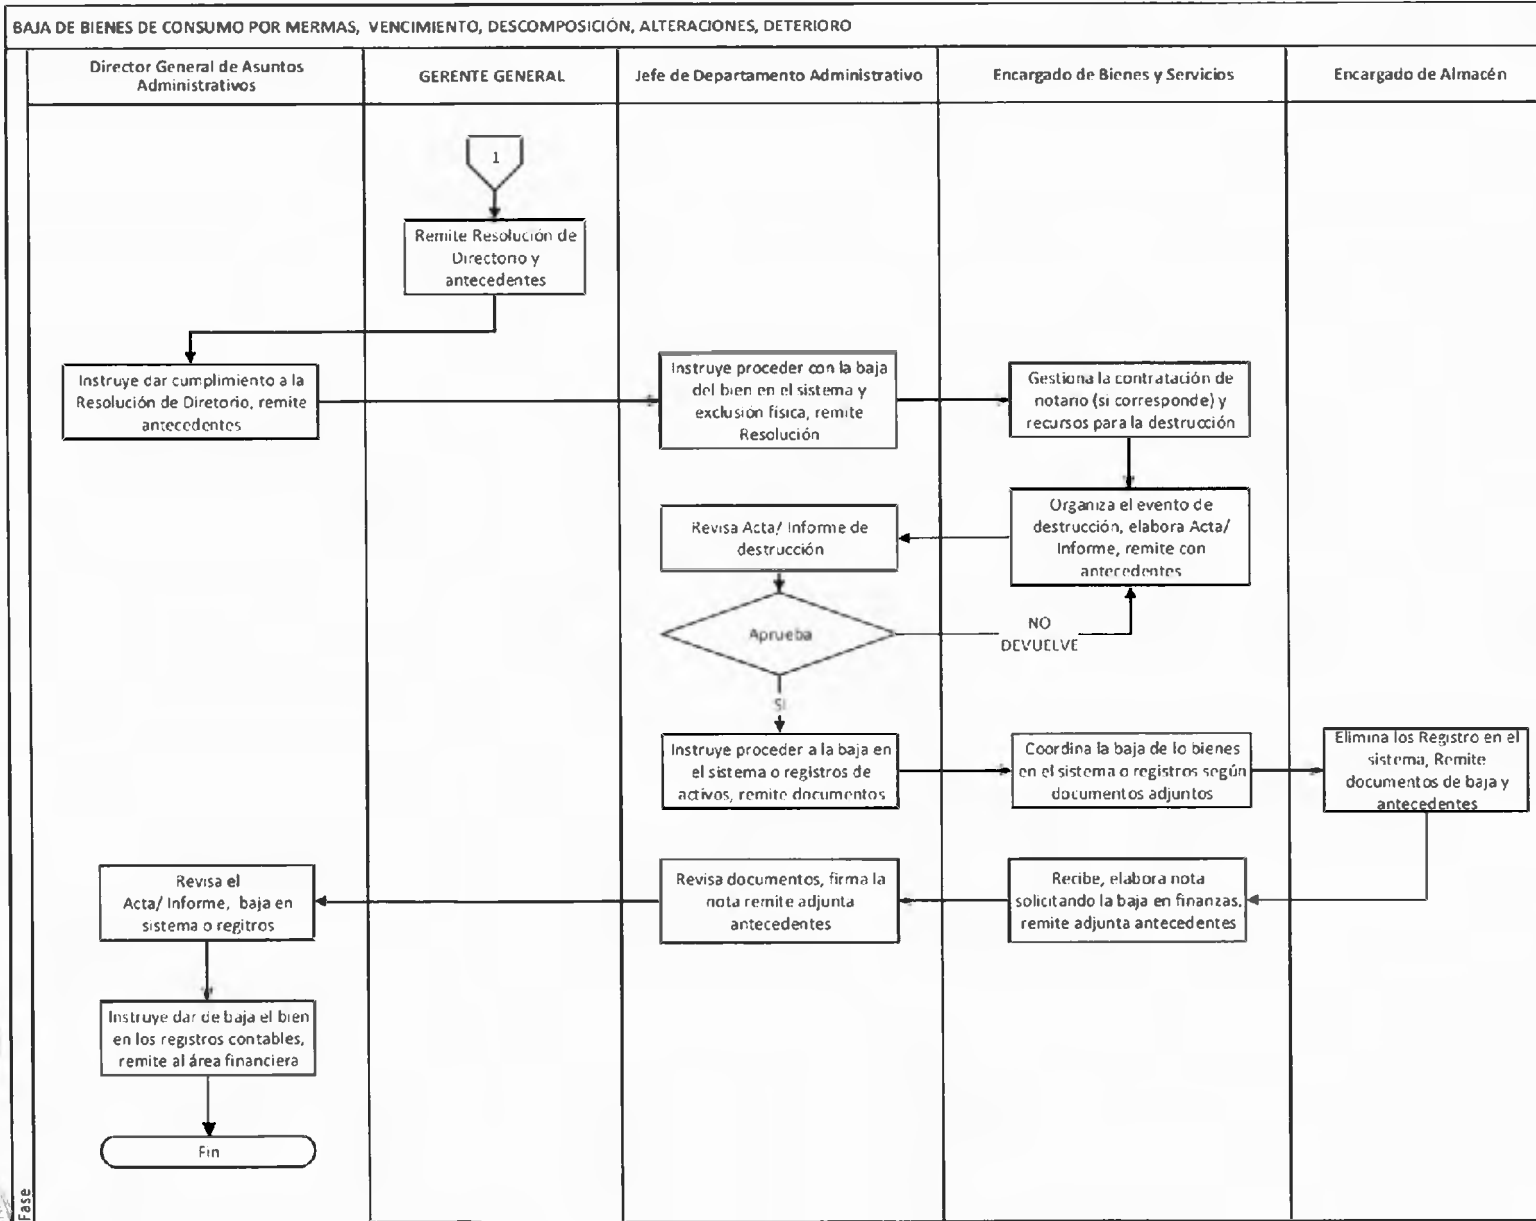 BAJA DE BIENES DE CONSUMO POR MERMAS, VENCIMIENTO, DESCOMPOSICIÓN, ALTERACIONES, DETERIORO
Director General de Asuntos
Administrativos
GERENTE GENERAL
Jefe de Departamento Administrativo
Encargado de Bienes y Servicios
Encargado de Almacén
1
Remite Resolución de
Directorio y
antecedentes
Instruye dar cumplimiento a la
Resolución de Diretorio, remite
antecedentes
Instruye proceder con la baja
del bien en el sistema y
exclusión física, remite
Resolución
Gestiona la contratación de
notario (si corresponde) y
recursos para la destrucción
Organiza el evento de
destrucción, elabora Acta/
Informe, remite con
antecedentes
Revisa Acta/ Informe de
destrucción
Aprueba
NO
DEVUELVE
SI
Instruye proceder a la baja en
el sistema o registros de
activos, remite documentos
Coordina la baja de lo bienes
en el sistema o registros según
documentos adjuntos
Elimina los Registro en el
sistema, Remite
documentos de baja y
antecedentes
Revisa el
Acta/ Informe, baja en
sistema o regitros
Revisa documentos, firma la
nota remite adjunta
antecedentes
Recibe, elabora nota
solicitando la baja en finanzas,
remite adjunta antecedentes
Instruye dar de baja el bien
en los registros contables,
remite al área financiera
Fin
Fase